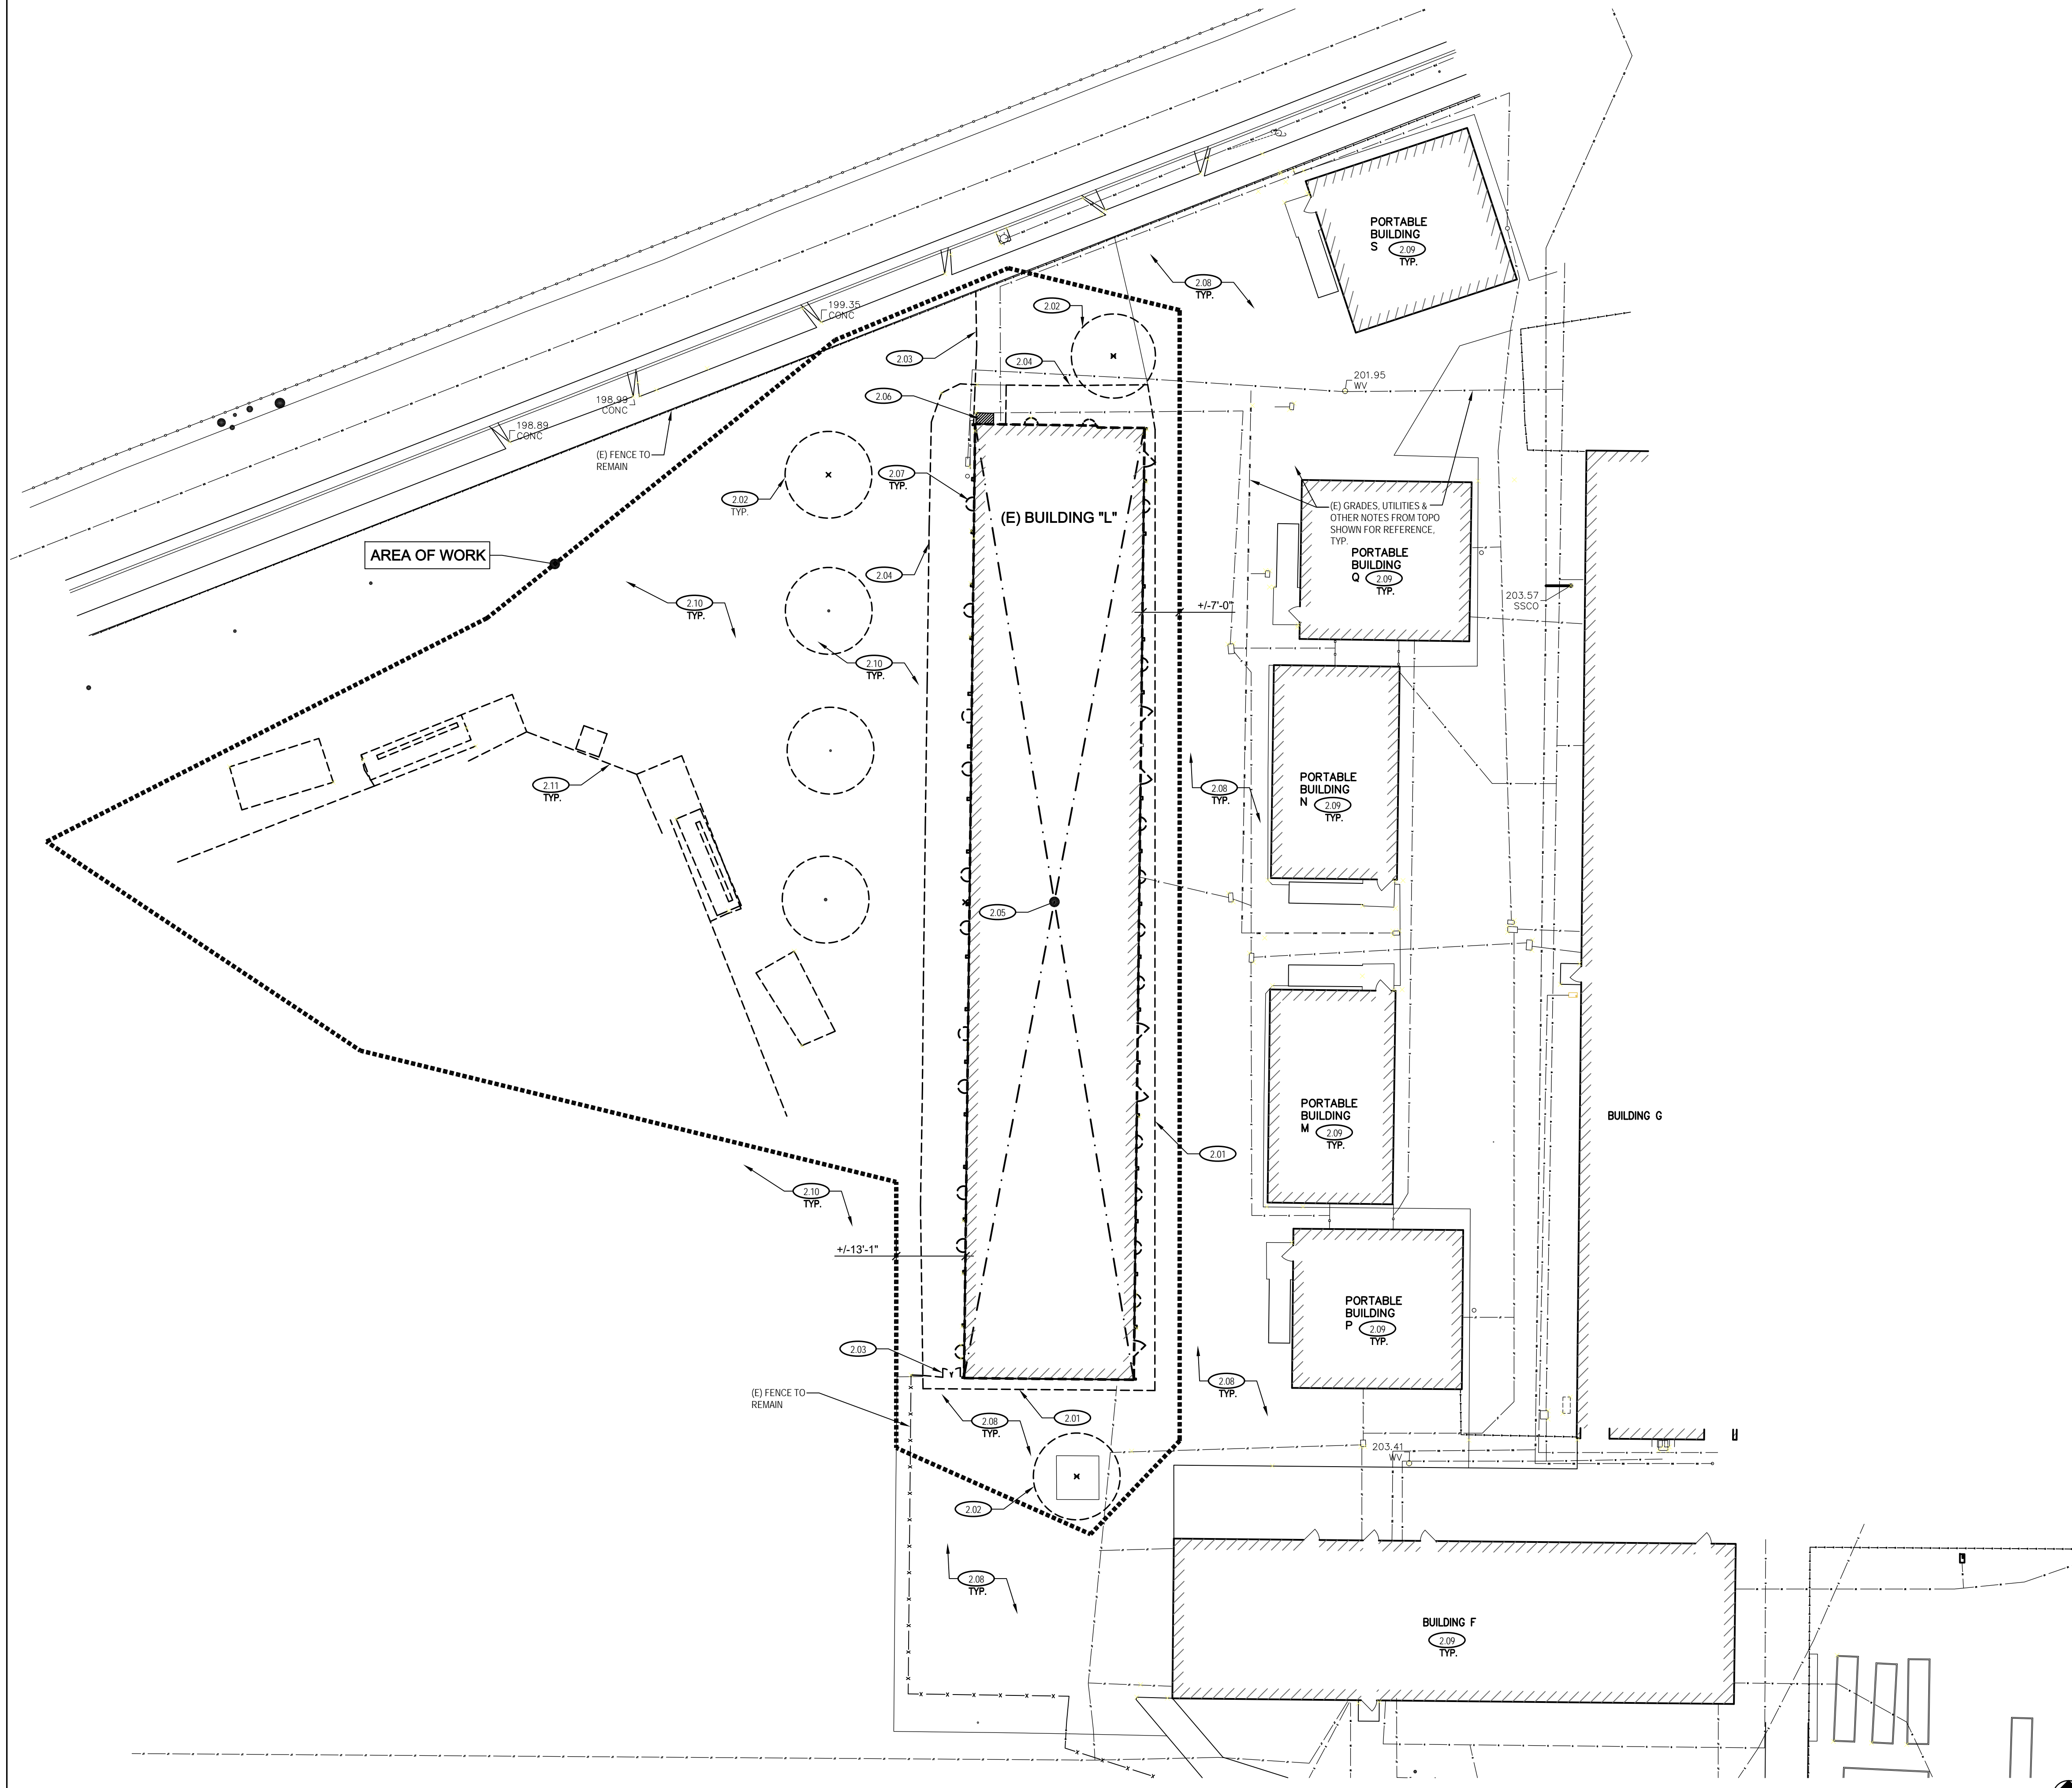 PORTABLE
BUILDING
S
2.09
TYP.
2.08
TYP.
199.35
CONC
2.02
2.03
2.04
201.95
WV
2.06
198.99
CONC
198.89
CONC
(E) FENCE TO
REMAIN
2.07
TYP.
2.02
TYP.
(E) BUILDING "L"
(E) GRADES, UTILITIES &
OTHER NOTES FROM TOPO
SHOWN FOR REFERENCE,
TYP.
PORTABLE
BUILDING
Q
2.09
TYP.
AREA OF WORK
2.04
2.10
TYP.
+/-7'-0"
203.57
SSCO
2.10
TYP.
2.11
TYP.
2.08
TYP.
PORTABLE
BUILDING
N
2.09
TYP.
2.05
PORTABLE
BUILDING
M
2.09
TYP.
BUILDING G
2.01
2.10
TYP.
+/-13'-1"
PORTABLE
BUILDING
P
2.09
TYP.
2.03
(E) FENCE TO
REMAIN
2.08
TYP.
2.01
2.08
TYP.
203.41
WV
2.02
2.08
TYP.
BUILDING F
2.09
TYP.